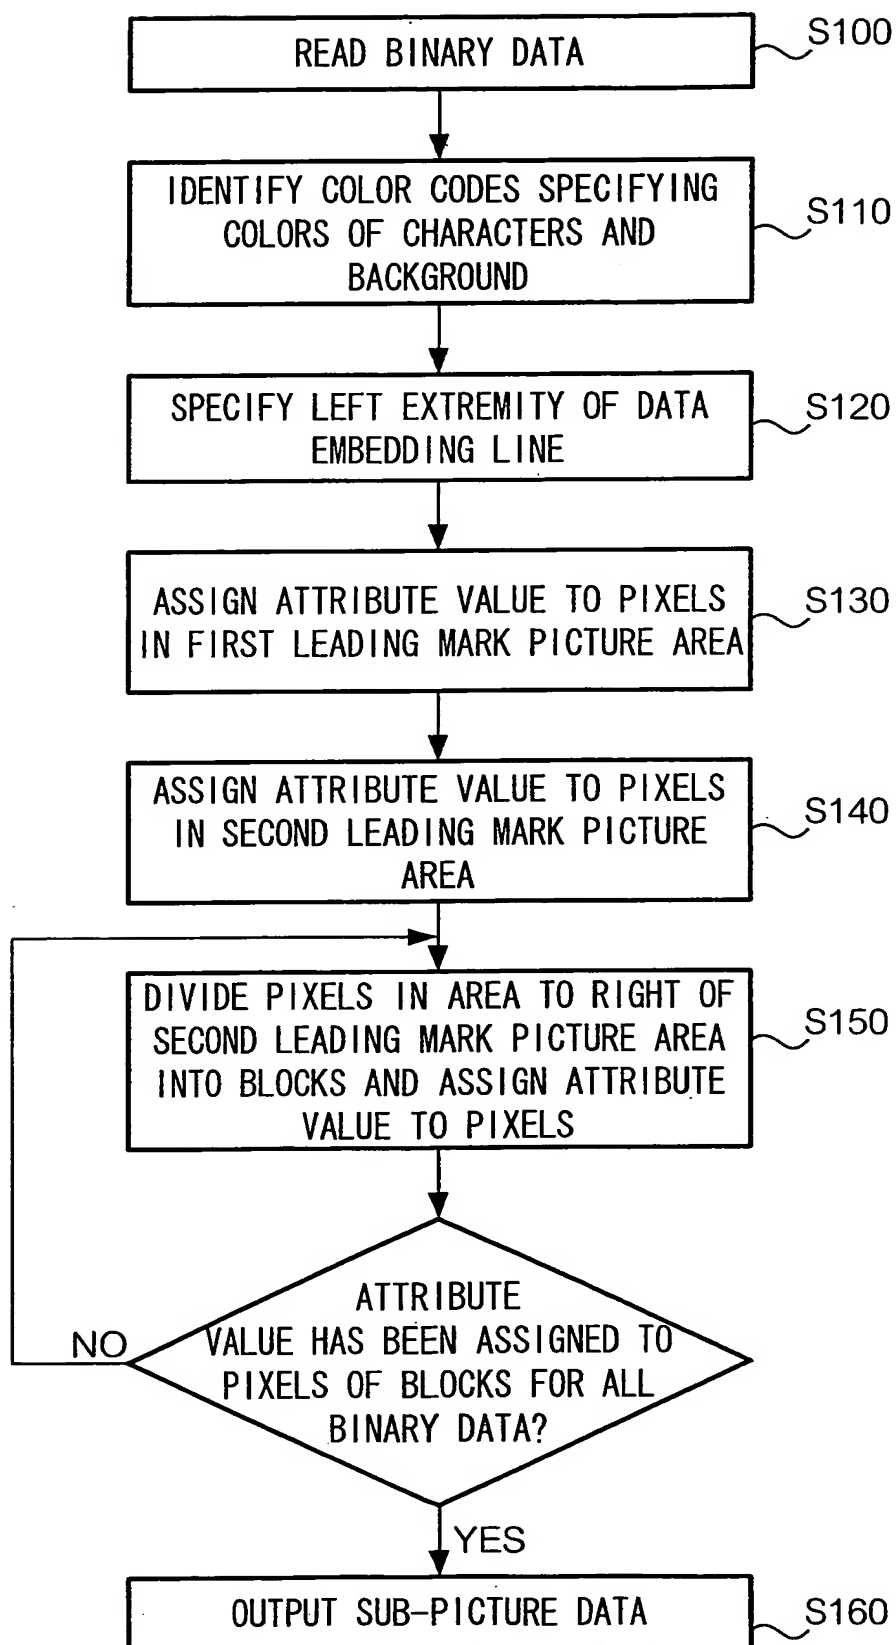 READ BINARY DATA
S100
IDENTIFY COLOR CODES SPECIFYING
COLORS OF CHARACTERS AND
BACKGROUND
S110
SPECIFY LEFT EXTREMITY OF DATA
EMBEDDING LINE
S120
ASSIGN ATTRIBUTE VALUE TO PIXELS
IN FIRST LEADING MARK PICTURE AREA
S130
ASSIGN ATTRIBUTE VALUE TO PIXELS
IN SECOND LEADING MARK PICTURE
AREA
S140
DIVIDE PIXELS IN AREA TO RIGHT OF
SECOND LEADING MARK PICTURE AREA
INTO BLOCKS AND ASSIGN ATTRIBUTE
VALUE TO PIXELS
S150
ATTRIBUTE
VALUE HAS BEEN ASSIGNED TO
PIXELS OF BLOCKS FOR ALL
BINARY DATA?
NO
YES
OUTPUT SUB-PICTURE DATA
S160